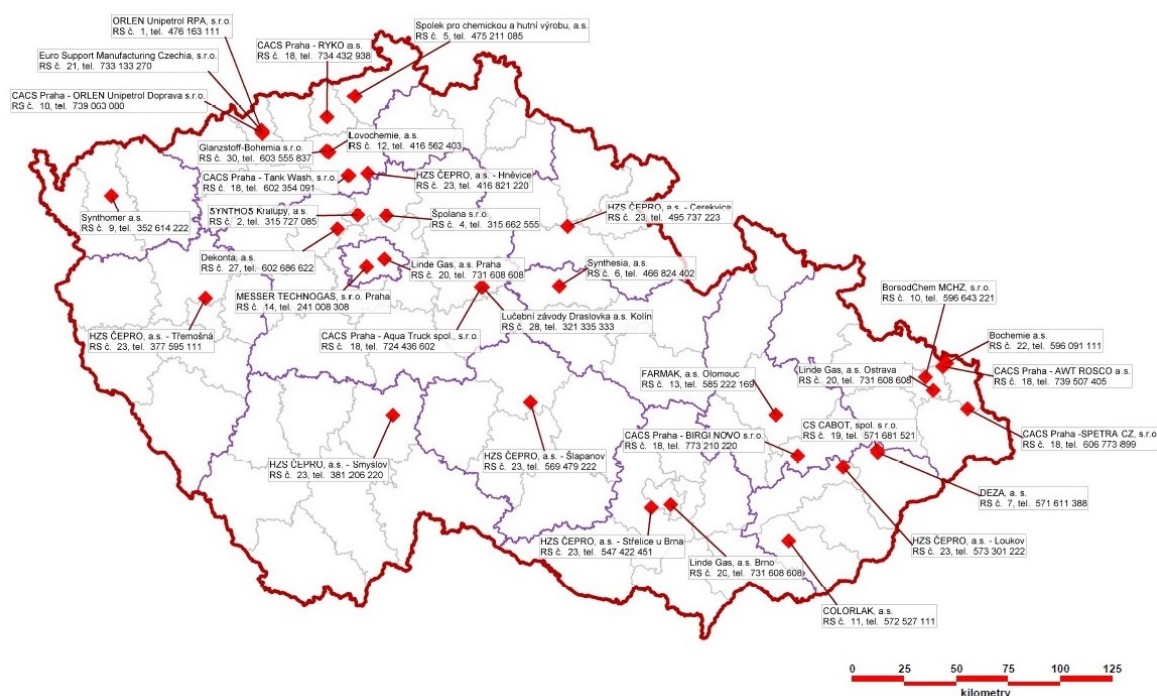 ORLEN Unipetrol RPA, s.r.o.
RS č. 1, tel. 476 163 111
Spolek pro chemickou a hutní výrobu, a.s.
RS č. 5, tel. 475 211 085
CACS Praha - RYKO a.s.
RS č. 18, tel. 734 432 938
Euro Support Manufacturing Czechia, s.r.o.
RS č. 21, tel. 733 133 270
CACS Praha - ORLEN Unipetrol Doprava s.r.o.
RS č. 18, tel. 739 003 000
Glanzstoff-Bohemia s.r.o.
RS č. 30, tel. 603 555 837
Lovochemie, a.s.
RS č. 12, tel. 416 562 403
CACS Praha - Tank Wash, s.r.o.
RS č. 18, tel. 602 354 091
HZS ČEPRO, a.s. - Hněvice
RS č. 23, tel. 416 821 220
Synthomer a.s.
RS č. 9, tel. 352 614 222
SYNTHOS Kralupy, a.s.
RS č. 2, tel. 315 727 085
Spolana s.r.o.
RS č. 4, tel. 315 662 555
HZS ČEPRO, a.s. - Cerekvice
RS č. 23, tel. 495 737 223
Dekonta, a.s.
RS č. 27, tel. 602 686 622
Linde Gas, a.s. Praha
RS č. 20, tel. 731 608 608
Synthesia, a.s.
RS č. 6, tel. 466 824 402
BorsodChem MCHZ, s.r.o.
RS č. 10, tel. 596 643 221
MESSER TECHNOGAS, s.r.o. Praha
RS č. 14, tel. 241 008 308
Lučební závody Draslovka a.s. Kolín
RS č. 28, tel. 321 335 333
HZS ČEPRO, a.s. - Třemošná
RS č. 23, tel. 377 595 111
CACS Praha - Aqua Truck spol., s.r.o.
RS č. 18, tel. 724 436 602
Bochemie a.s.
RS č. 22, tel. 596 091 111
FARMAK, a.s. Olomouc
RS č. 13, tel. 585 222 169
Linde Gas, a.s. Ostrava
RS č. 20, tel. 731 608 608
CACS Praha - AWT ROSCO a.s.
RS č. 18, tel. 739 507 405
CS CABOT, spol. s r.o.
RS č. 19, tel. 571 681 521
CACS Praha - BIRGI NOVO s.r.o.
RS č. 18, tel. 773 210 220
CACS Praha -SPETRA CZ, s.r.o.
RS č. 18, tel. 606 773 899
HZS ČEPRO, a.s. - Smyslov
RS č. 23, tel. 381 206 220
HZS ČEPRO, a.s. - Šlapanov
RS č. 23, tel. 569 479 222
DEZA, a. s.
RS č. 7, tel. 571 611 388
HZS ČEPRO, a.s. - Střelice u Brna
RS č. 23, tel. 547 422 451
HZS ČEPRO, a.s. - Loukov
RS č. 23, tel. 573 301 222
Linde Gas, a.s. Brno
RS č. 20, tel. 731 608 608
COLORLAK, a.s.
RS č. 11, tel. 572 527 111
0 25 50 75 100 125
kilometry